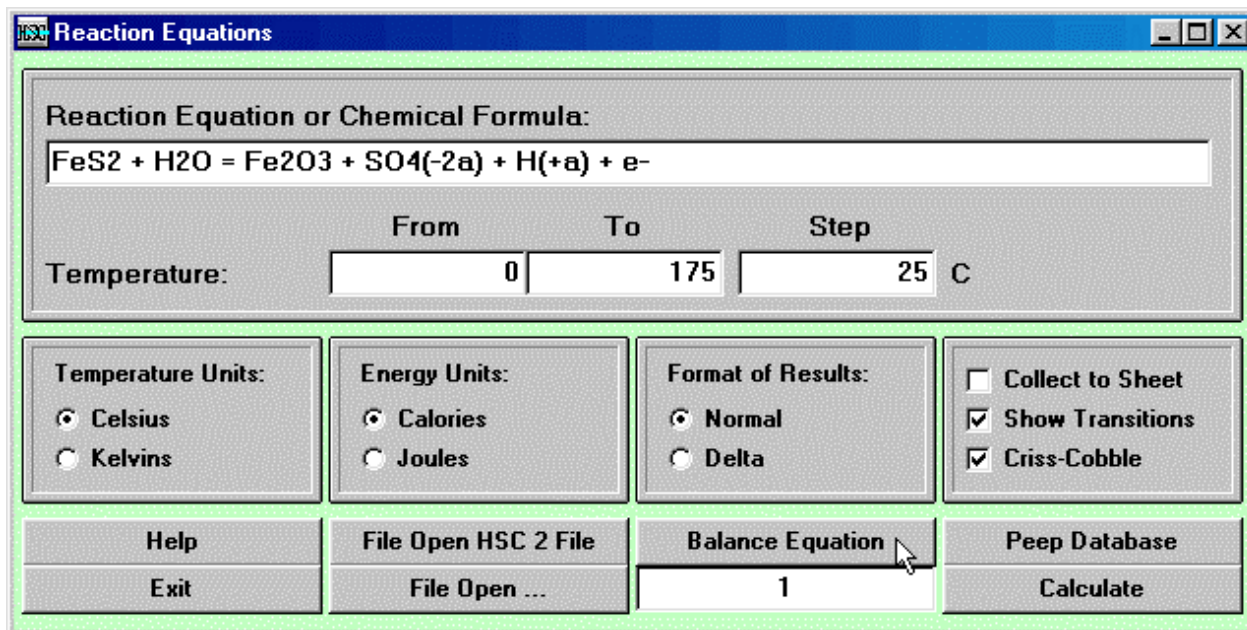 HSC Reaction Equations
Reaction Equation or Chemical Formula:
FeS2 + H2O = Fe2O3 + SO4(-2a) + H(+a) + e-
From To Step
Temperature: 0 175 25 C
Temperature Units:
Celsius
Kelvins
Energy Units:
Calories
Joules
Format of Results:
Normal
Delta
Collect to Sheet
Show Transitions
Criss-Cobble
Help File Open HSC 2 File Balance Equation Peep Database
Exit File Open ... 1 Calculate